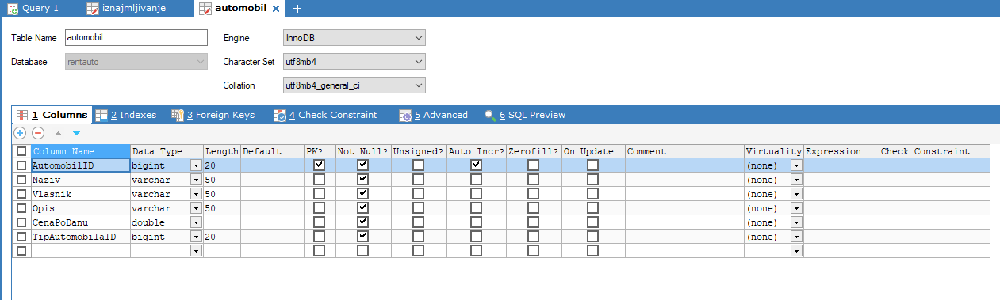 Query 1 iznajmljivanje automobil
Table Name automobil Engine InnoDB
Database rentauto Character Set utf8mb4
Collation utf8mb4_general_ci
1 Columns 2 Indexes 3 Foreign Keys 4 Check Constraint 5 Advanced 6 SQL Preview
Column Name Data Type Length Default PK? Not Null? Unsigned? Auto Incr? Zerofill? On Update Comment Virtuality Expression Check Constraint
AutomobilID bigint 20 (none)
Naziv varchar 50 (none)
Vlasnik varchar 50 (none)
Opis varchar 50 (none)
CenaPoDanu double (none)
TipAutomobilaID bigint 20 (none)